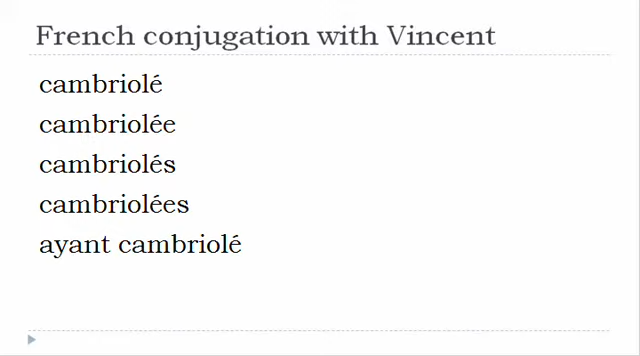 French conjugation with Vincent
cambriolé
cambriolée
cambriolés
cambriolées
ayant cambriolé